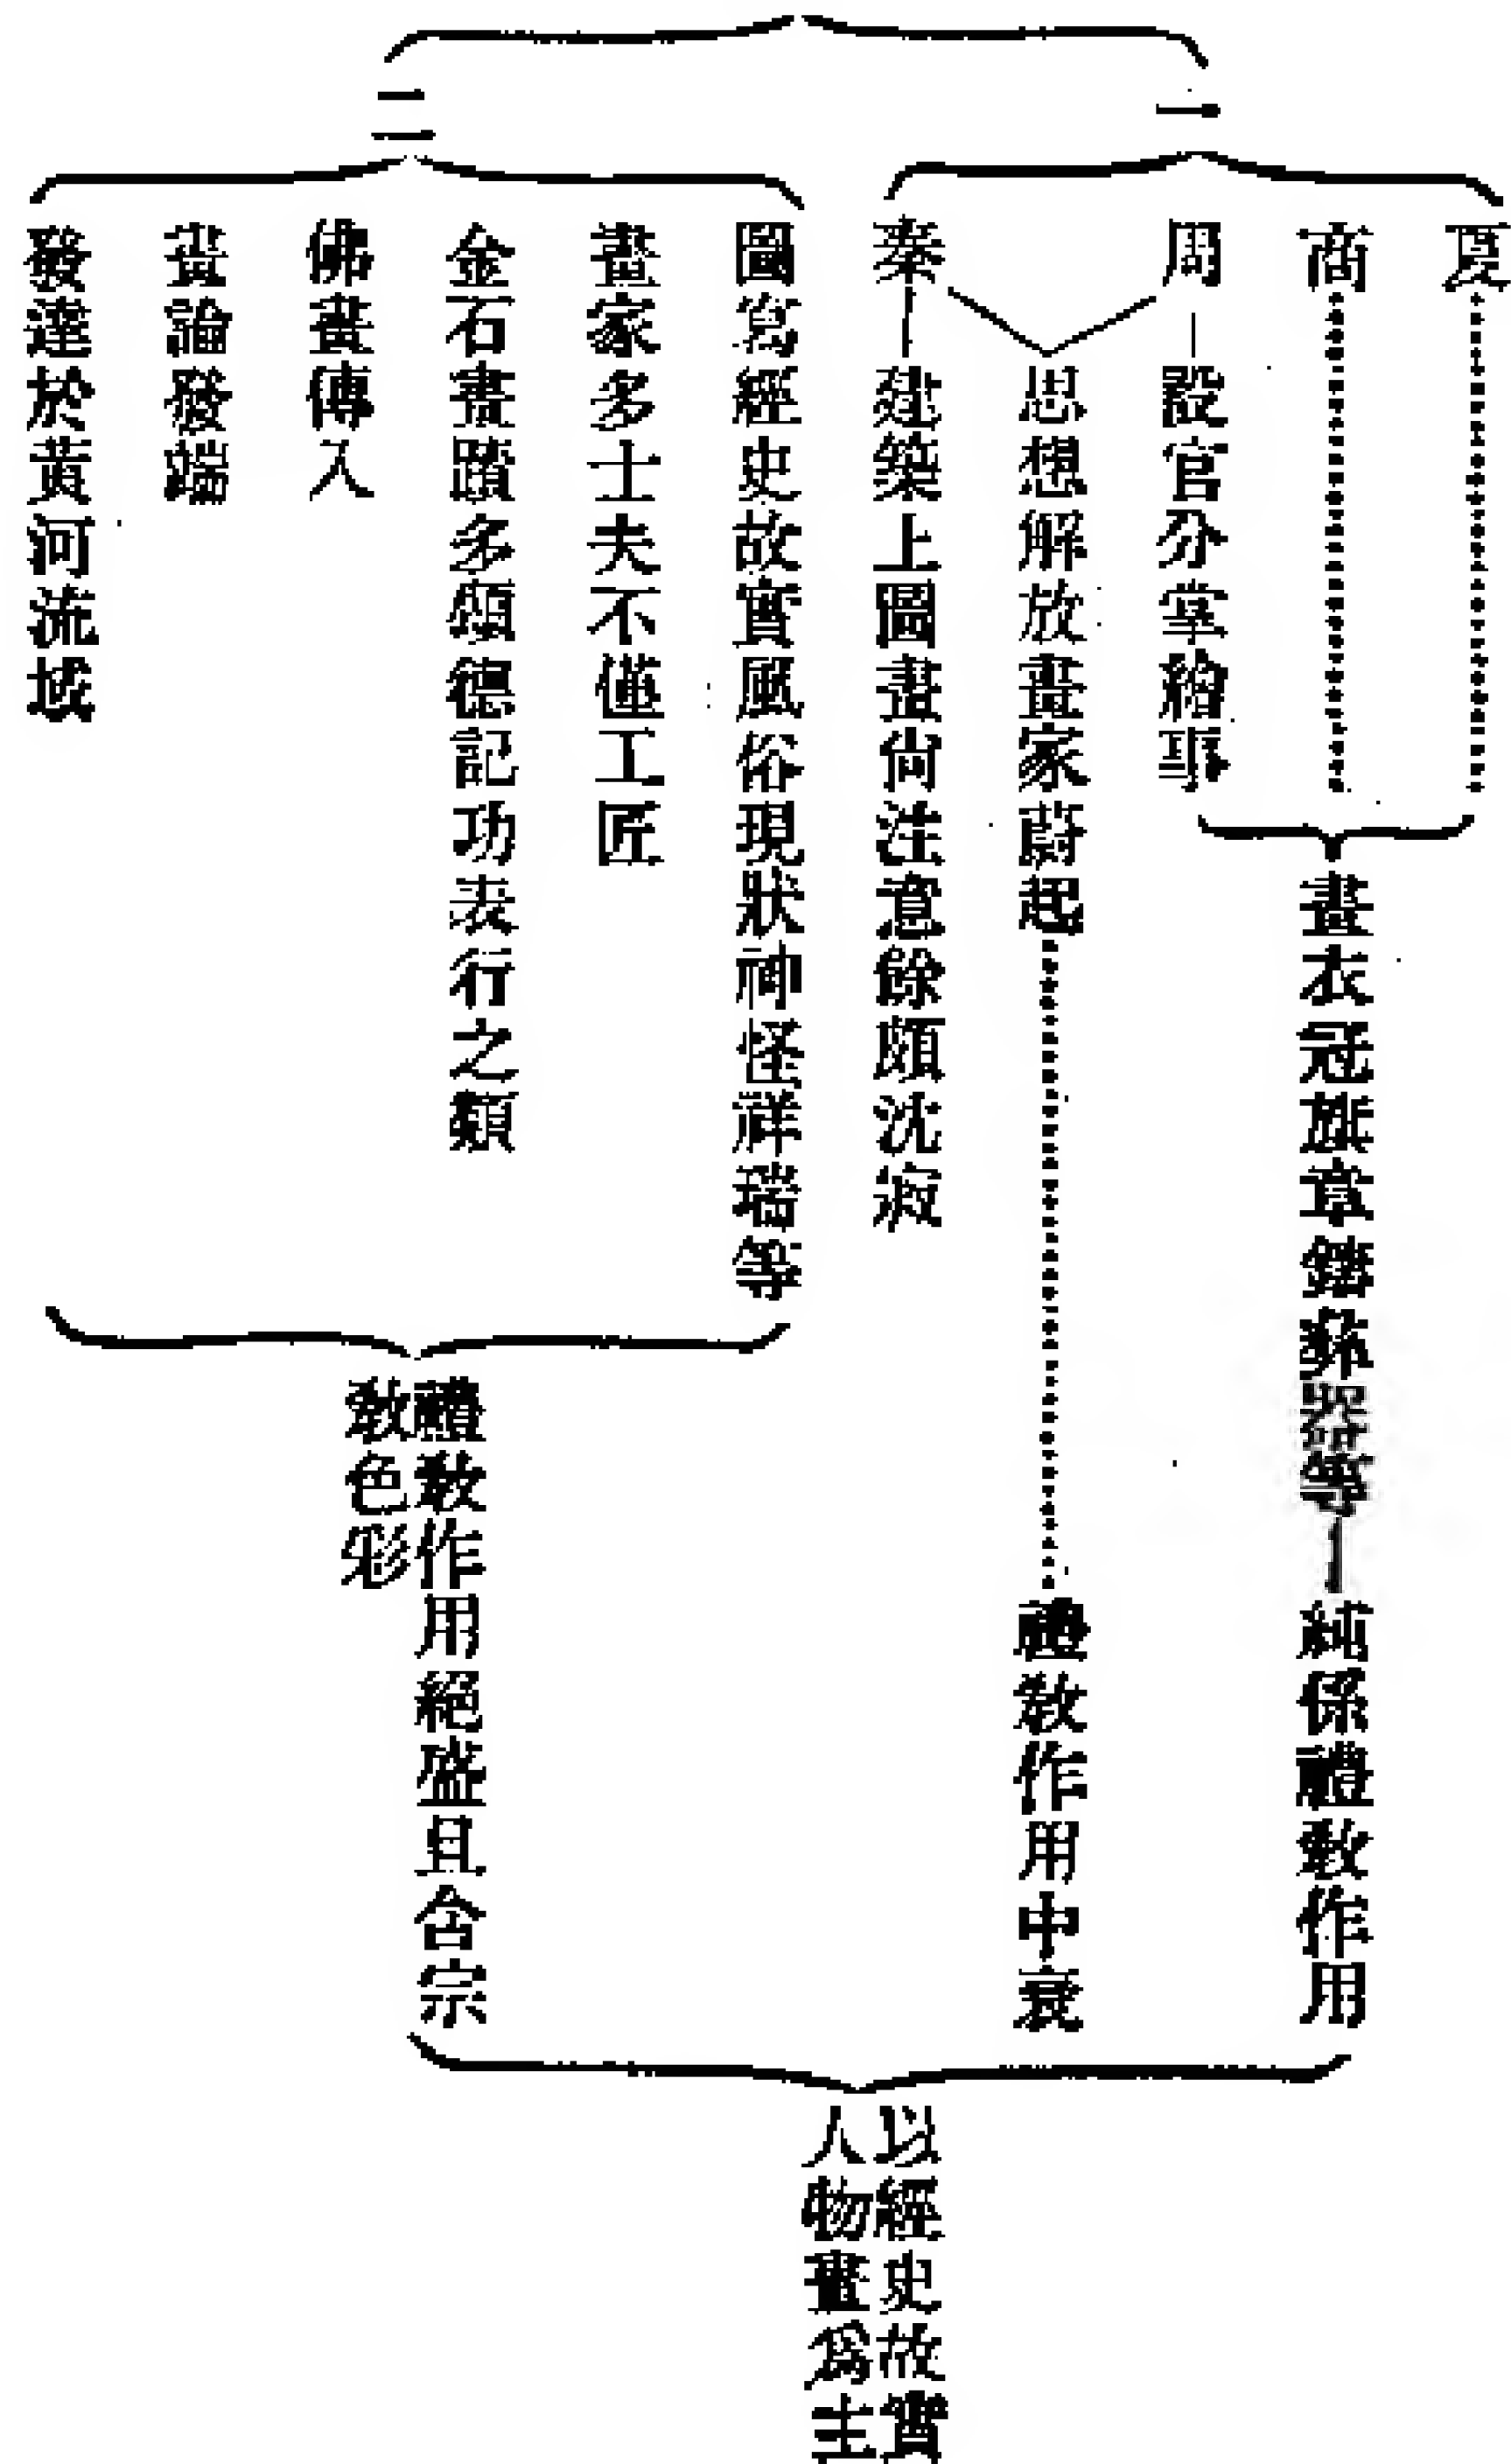 一
夏
商
周
設官分掌繪事
畫衣冠旗章鑄彝器等
純係禮教作用
思想解放畫家蔚起
禮教作用中衰
秦
建築上圖畫尙注意餘頗沈寂
二
圖寫經史故實風俗現狀神怪祥瑞等
畫家多士夫不僅工匠
金石畫蹟多頌德記功表行之類
佛畫傳入
畫論發端
發達於黃河流域
禮教作用絕盛且含宗
教色彩
以經史故實
人物畫爲主